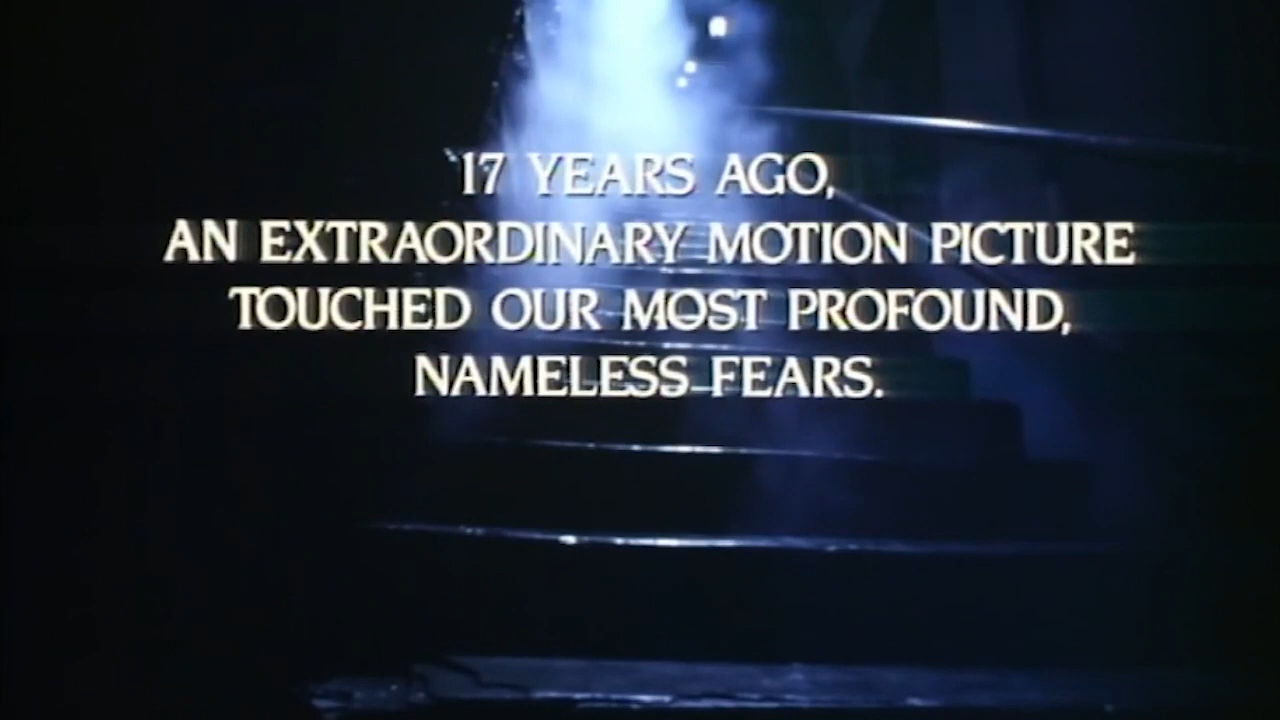 17 YEARS AGO,
AN EXTRAORDINARY MOTION PICTURE
TOUCHED OUR MOST PROFOUND,
NAMELESS FEARS.